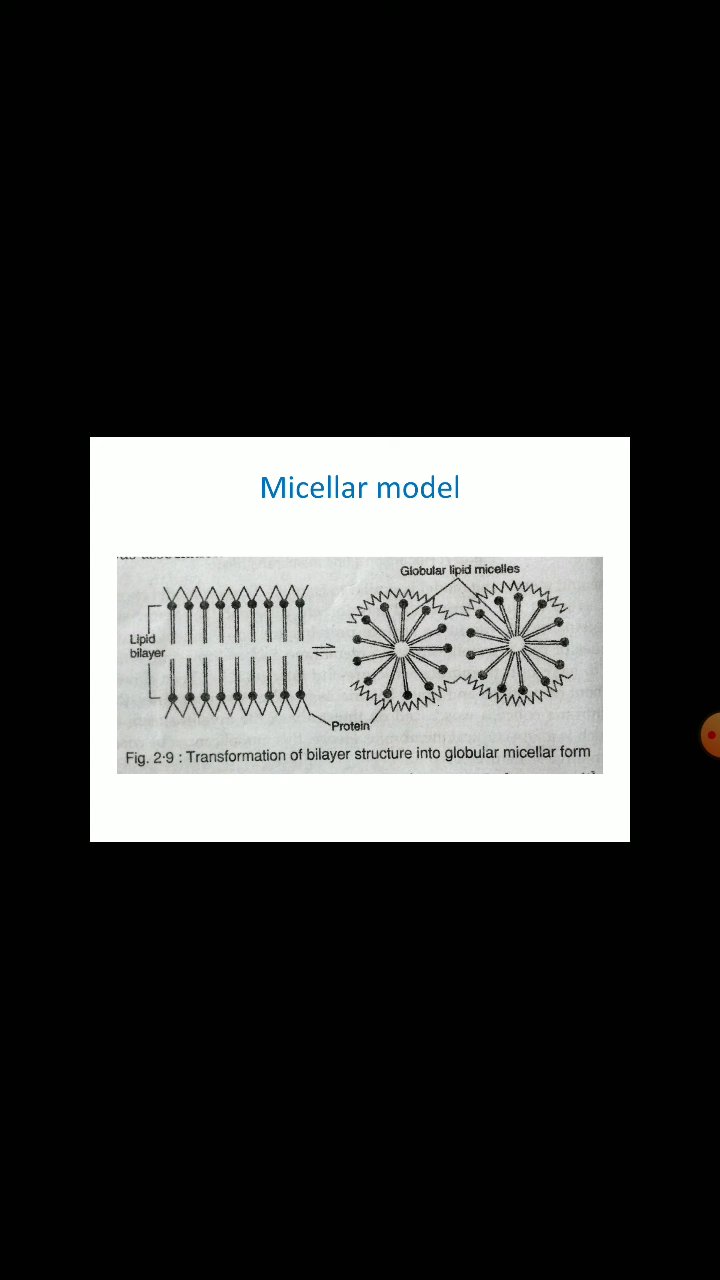 Micellar model
Globular lipid micelles
Lipid
bilayer
Protein
Fig. 2·9 : Transformation of bilayer structure into globular micellar form